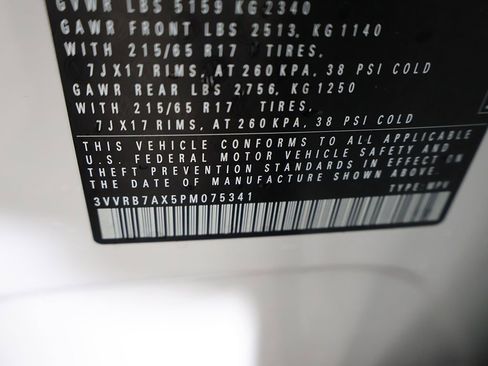 GVWR LBS 5159 KG 2340
GAWR FRONT LBS 2513, KG 1140
WITH 215/65 R17 TIRES,
7JX17 RIMS, AT 260 KPA, 38 PSI COLD
GAWR REAR LBS 2756, KG 1250
WITH 215/65 R17 TIRES,
7JX17 RIMS, AT 260 KPA, 38 PSI COLD
THIS VEHICLE CONFORMS TO ALL APPLICABLE
U.S. FEDERAL MOTOR VEHICLE SAFETY AND
THEFT PREVENTION STANDARDS IN EFFECT ON
THE DATE OF MANUFACTURE SHOWN ABOVE.
3VVRB7AX5PM075341 TYPE: MPV